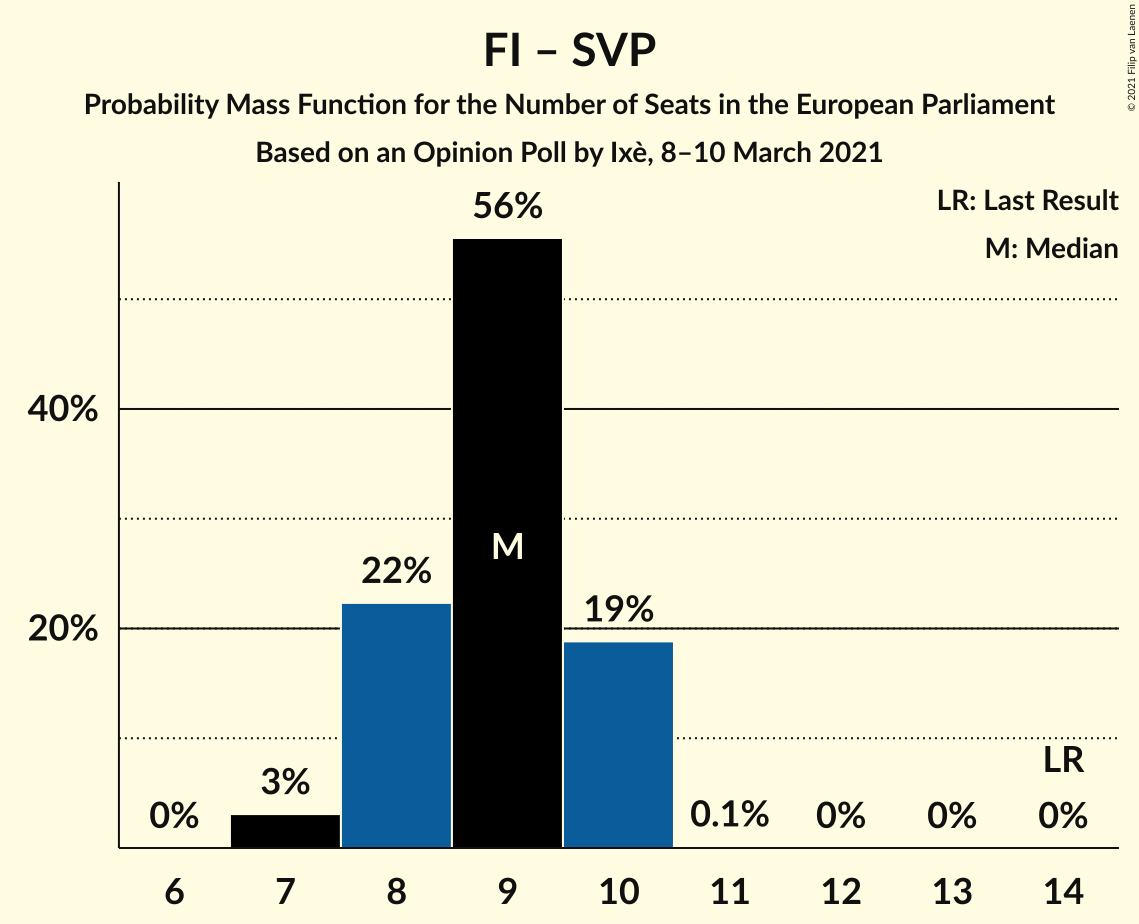 FI – SVP
Probability Mass Function for the Number of Seats in the European Parliament
Based on an Opinion Poll by Ixè, 8–10 March 2021
© 2021 Filip van Laenen
LR: Last Result
M: Median
56%
40%
M
22%
19%
20%
LR
3%
0%
0.1%
0%
0%
0%
6 7 8 9 10 11 12 13 14